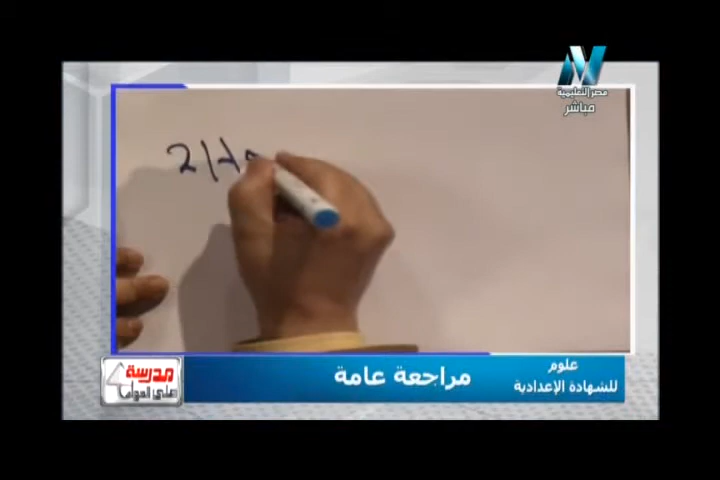 مصر التعليمية
مباشر
علوم
للشهادة الإعدادية
مراجعة عامة
مدرسة
على الهواء